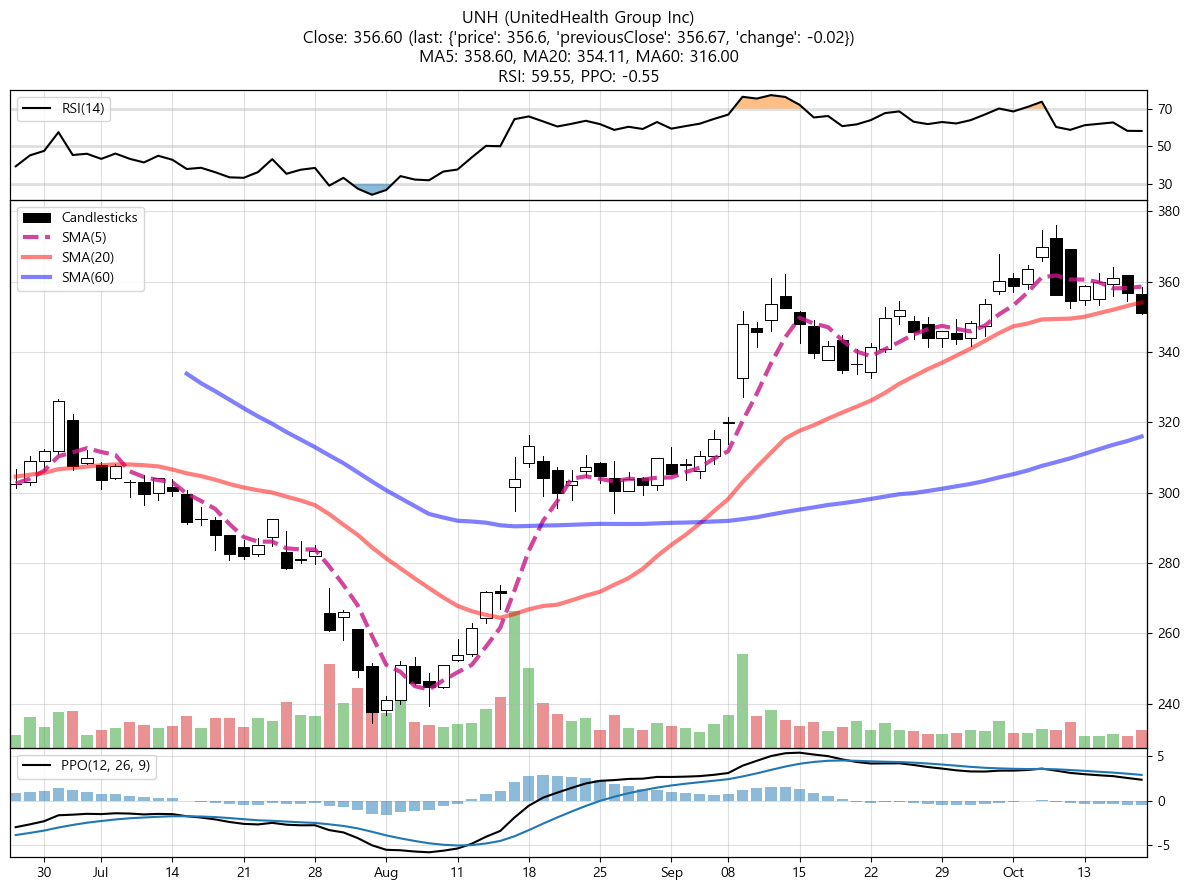 UNH (UnitedHealth Group Inc)
Close: 356.60 (last: {'price': 356.6, 'previousClose': 356.67, 'change': -0.02})
MA5: 358.60, MA20: 354.11, MA60: 316.00
RSI: 59.55, PPO: -0.55
RSI(14)
70
50
30
Candlesticks
SMA(5)
SMA(20)
SMA(60)
380
360
340
320
300
280
260
240
PPO(12, 26, 9)
5
0
-5
30 Jul 14 21 28 Aug 11 18 25 Sep 08 15 22 29 Oct 13